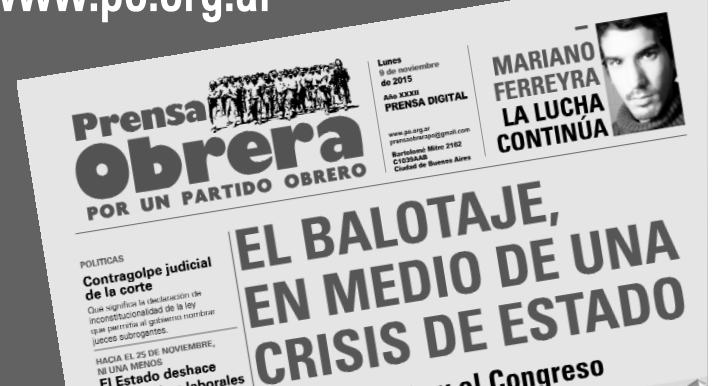 www.po.org.ar
Prensa
Obrera
POR UN PARTIDO OBRERO
Lunes
9 de noviembre
de 2015
Año XXXII
PRENSA DIGITAL
www.po.org.ar
prensaobrerapo@gmail.com
Bartolomé Mitre 2162
C1039AAB
Ciudad de Buenos Aires
MARIANO
FERREYRA
LA LUCHA
CONTINÚA
POLITICAS
Contragolpe judicial
de la corte
Qué significa la declaración de
inconstitucionalidad de la ley
que permitía al gobierno nombrar
jueces subrogantes.
HACIA EL 25 DE NOVIEMBRE,
NI UNA MENOS
El Estado deshace
laborales
EL BALOTAJE,
EN MEDIO DE UNA
CRISIS DE ESTADO
el Congreso